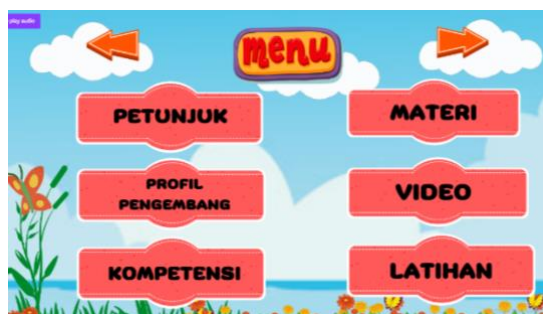 play audio
menu
PETUNJUK
MATERI
PROFIL
PENGEMBANG
VIDEO
KOMPETENSI
LATIHAN